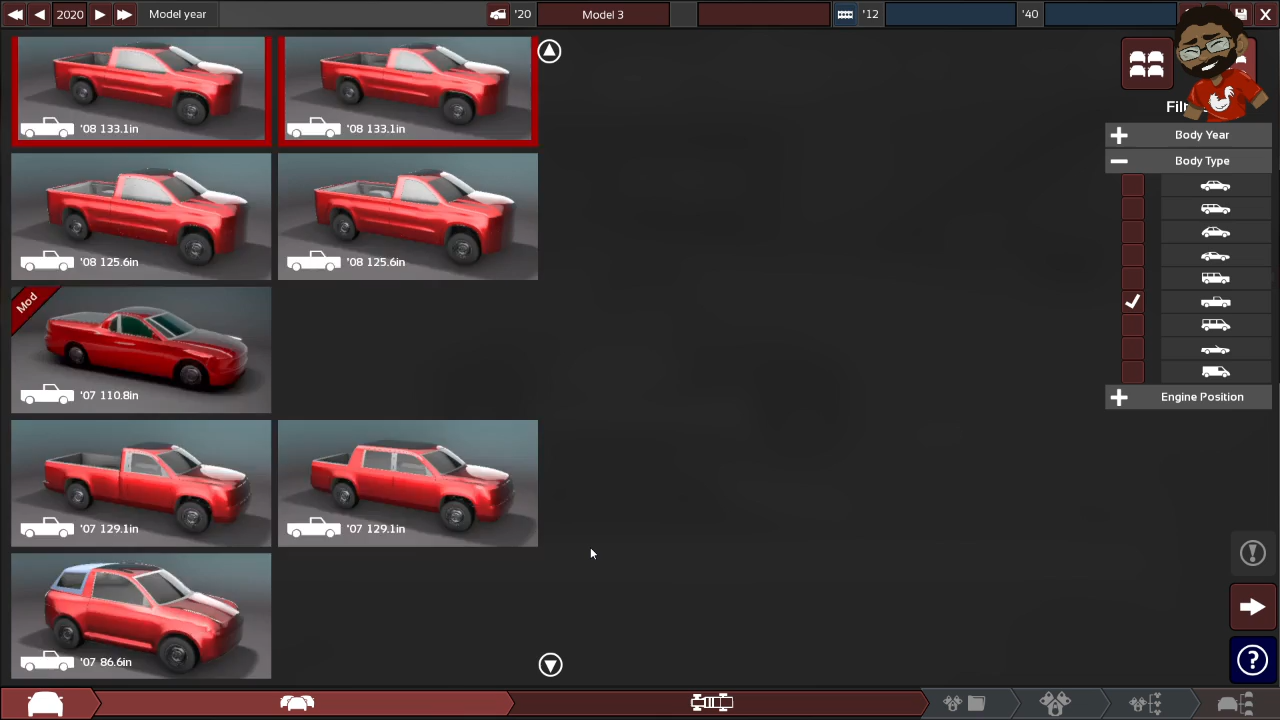 2020 Model year '20 Model 3 '12 '40
'08 133.1in '08 133.1in
'08 125.6in '08 125.6in
Mod
'07 110.8in
'07 129.1in '07 129.1in
'07 86.6in
Body Year
Body Type
Engine Position
?